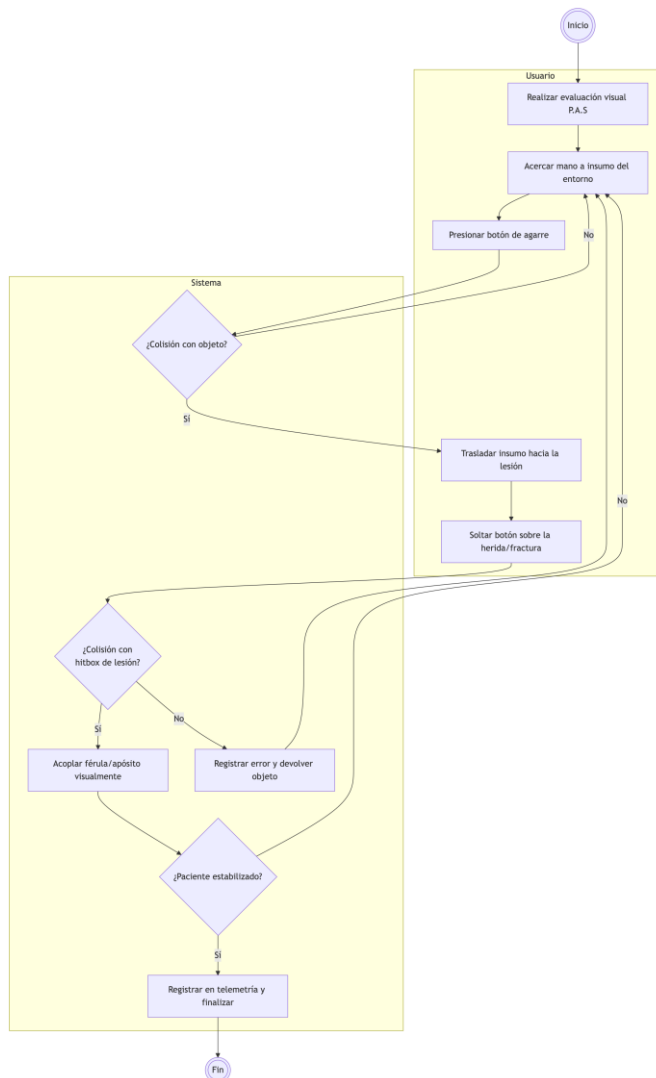 Inicio
Usuario
Realizar evaluación visual
P.A.S
Acercar mano a insumo del
entorno
Presionar botón de agarre
No
Sistema
¿Colisión con objeto?
Sí
Trasladar insumo hacia la
lesión
No
Soltar botón sobre la
herida/fractura
¿Colisión con
hitbox de lesión?
Sí
No
Acoplar férula/apósito
visualmente
Registrar error y devolver
objeto
¿Paciente estabilizado?
Sí
Registrar en telemetría y
finalizar
Fin